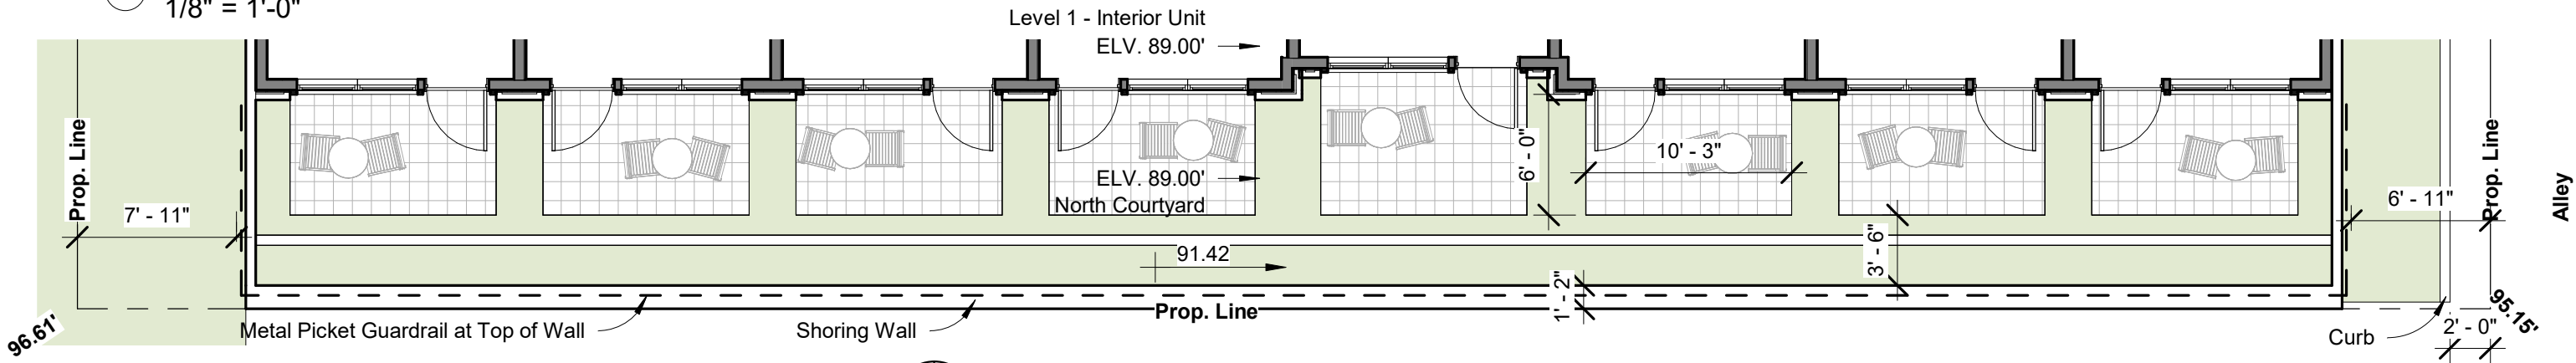 1/8" = 1'-0"
Level 1 - Interior Unit
ELV. 89.00'
Prop. Line
7' - 11"
ELV. 89.00'
North Courtyard
6' - 0"
10' - 3"
6' - 11"
Prop. Line
Alley
91.42
3' - 6"
1' - 2"
Prop. Line
96.61'
Metal Picket Guardrail at Top of Wall
Shoring Wall
Curb
2' - 0"
95.15'